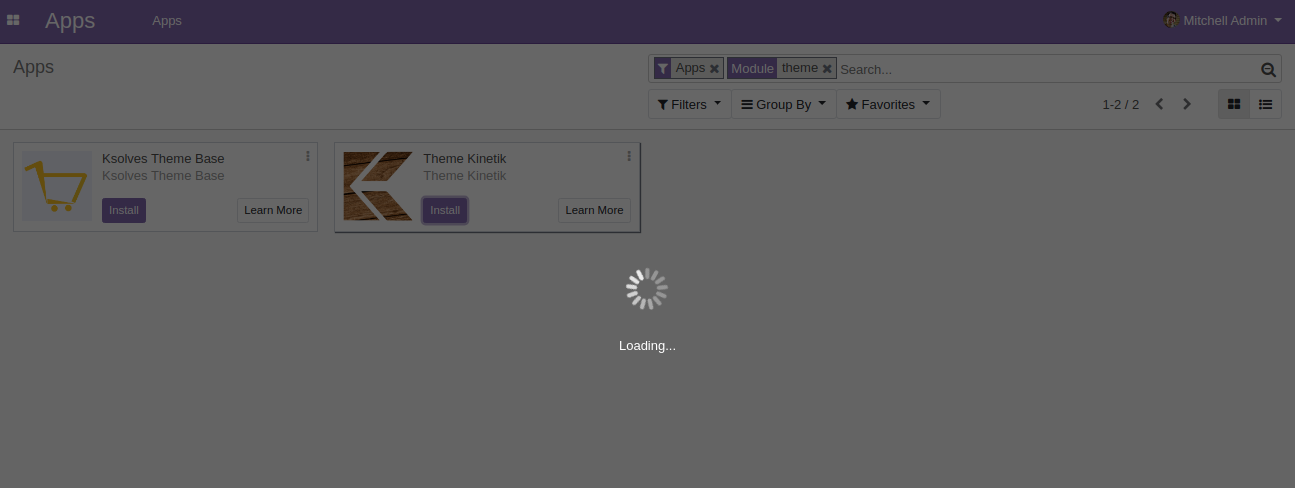 Apps
Apps
Mitchell Admin
Apps
Apps
Module theme
Search...
Filters
Group By
Favorites
1-2 / 2
Ksolves Theme Base
Ksolves Theme Base
Install
Learn More
Theme Kinetik
Theme Kinetik
Install
Learn More
Loading...